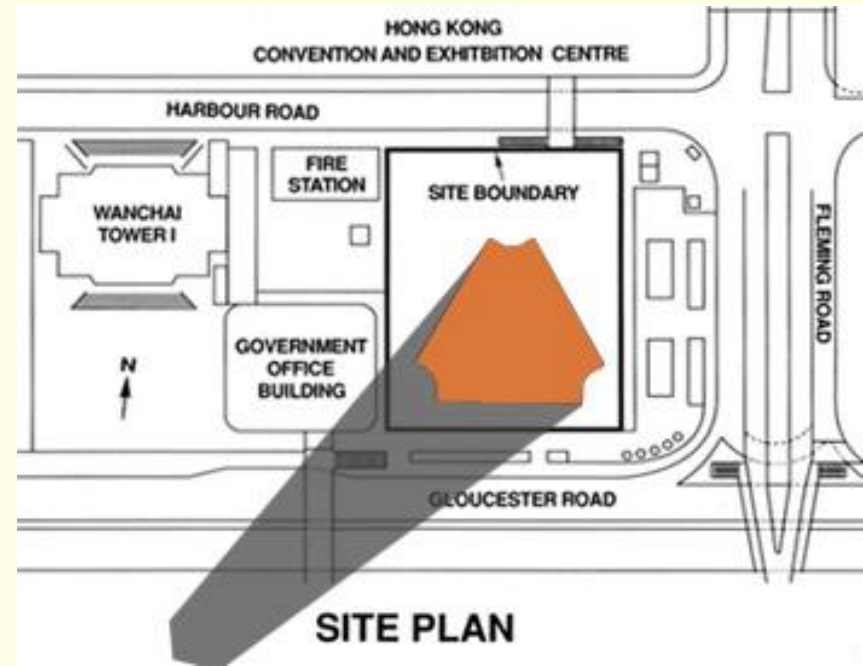 HONG KONG
CONVENTION AND EXHITBITION CENTRE
HARBOUR ROAD
FIRE
STATION
SITE BOUNDARY
WANCHAI
TOWER I
FLEMING ROAD
GOVERNMENT
OFFICE
BUILDING
N
GLOUCESTER ROAD
SITE PLAN